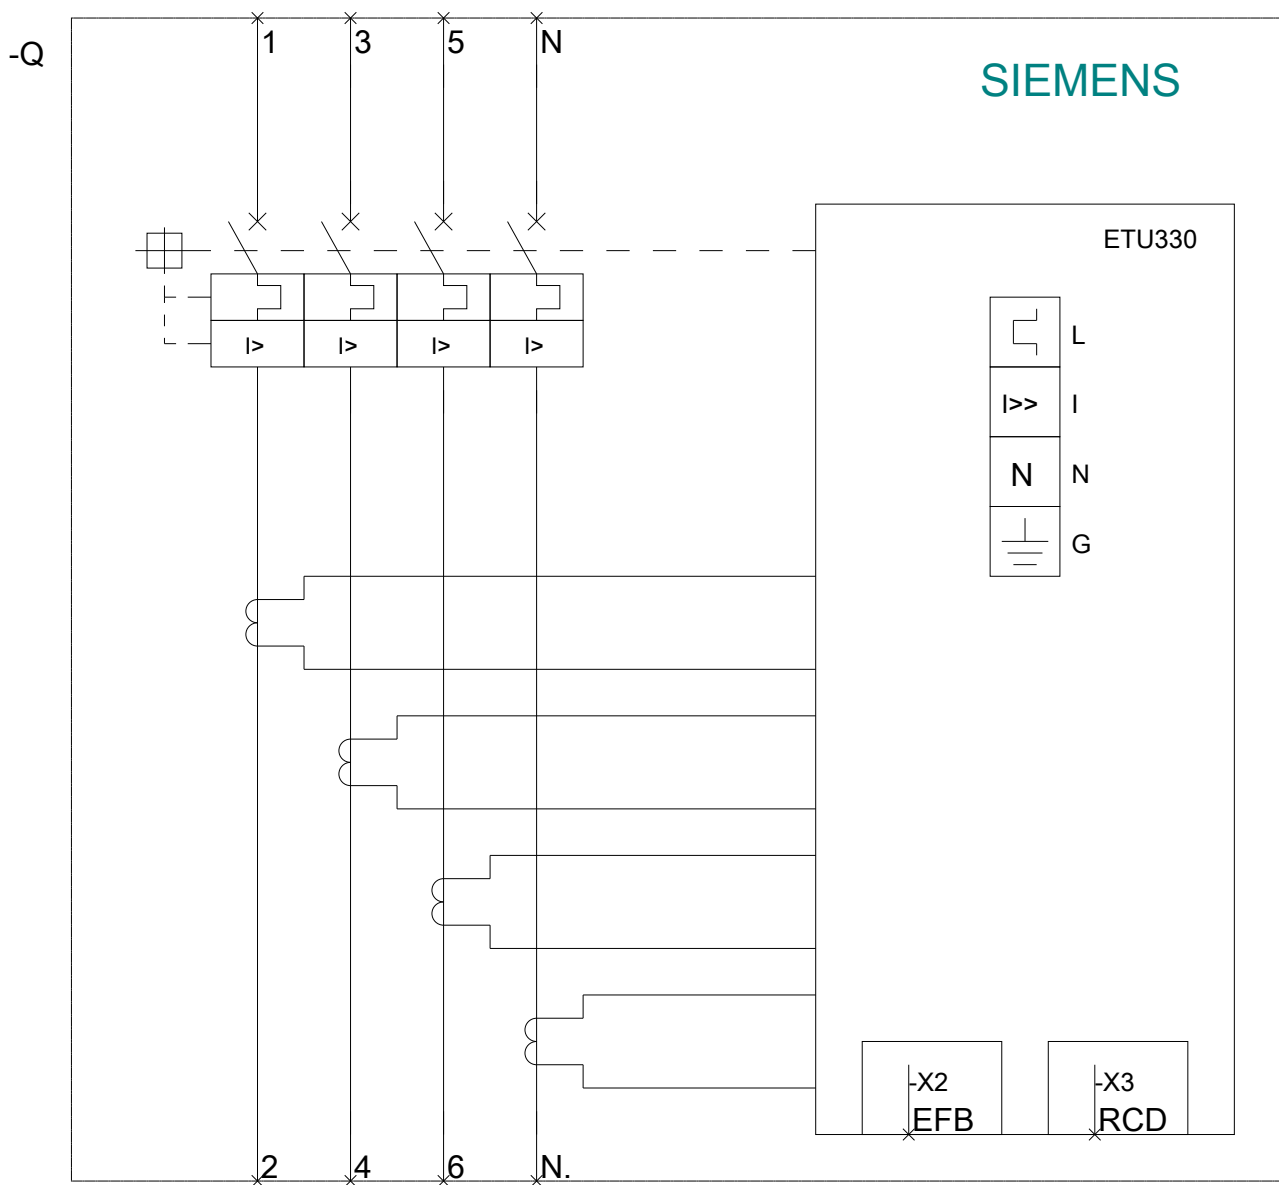 1 3 5 N
-Q
SIEMENS
ETU330
I> I> I> I>
L
I>> I
N N
G
-X2 -X3
EFB RCD
2 4 6 N.